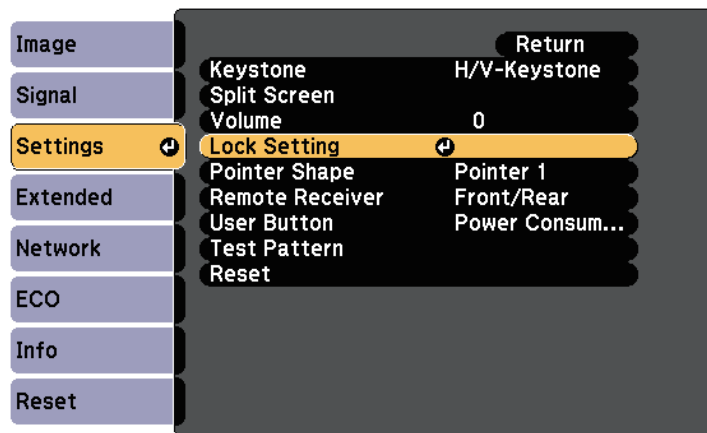 Image
Signal
Settings
Extended
Network
ECO
Info
Reset
Return
Keystone H/V-Keystone
Split Screen
Volume 0
Lock Setting
Pointer Shape Pointer 1
Remote Receiver Front/Rear
User Button Power Consum...
Test Pattern
Reset